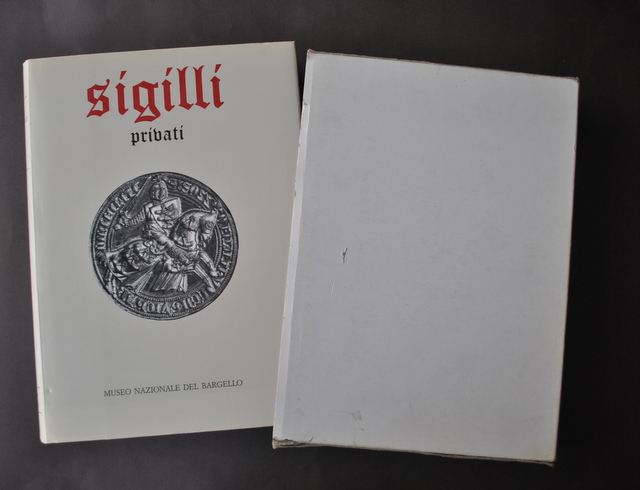 sigilli
privati
MUSEO NAZIONALE DEL BARGELLO